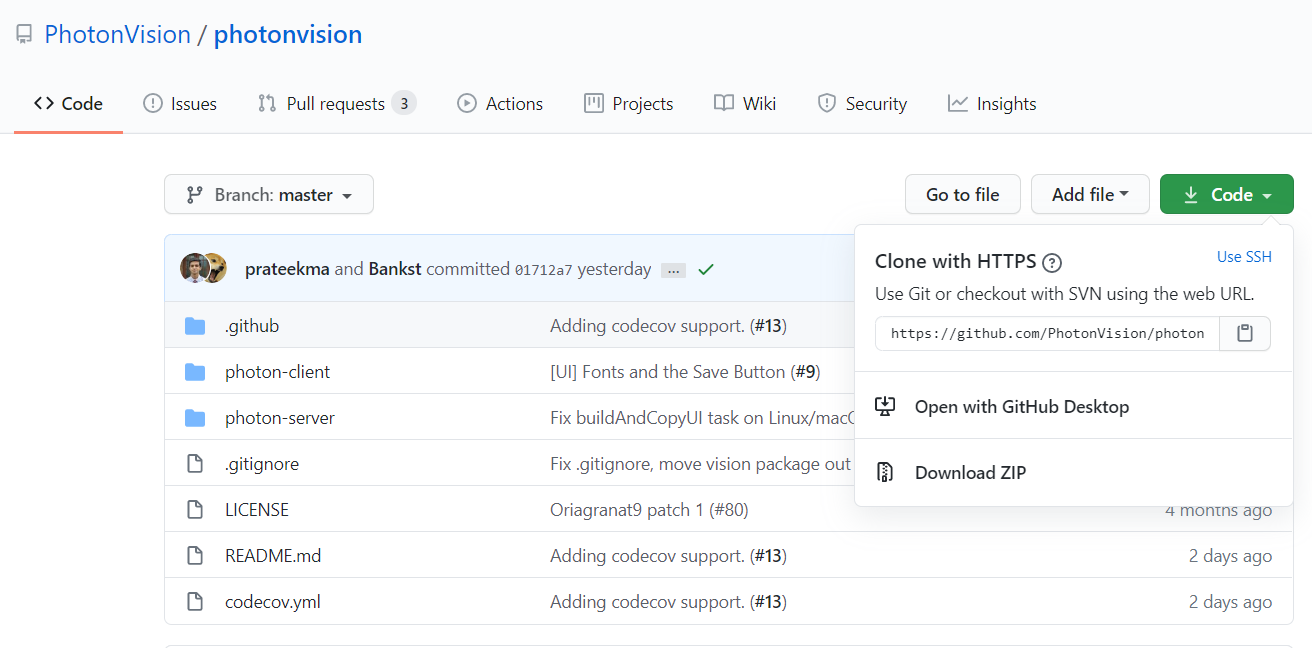 PhotonVision / photonvision
Code Issues Pull requests 3 Actions Projects Wiki Security Insights
Branch: master Go to file Add file Code
prateekma and Bankst committed 01712a7 yesterday ...
Clone with HTTPS ? Use SSH
Use Git or checkout with SVN using the web URL.
https://github.com/PhotonVision/photon
Open with GitHub Desktop
Download ZIP
.github Adding codecov support. (#13)
photon-client [UI] Fonts and the Save Button (#9)
photon-server Fix buildAndCopyUI task on Linux/mac
.gitignore Fix .gitignore, move vision package out
LICENSE Oriagranat9 patch 1 (#80) 4 months ago
README.md Adding codecov support. (#13) 2 days ago
codecov.yml Adding codecov support. (#13) 2 days ago